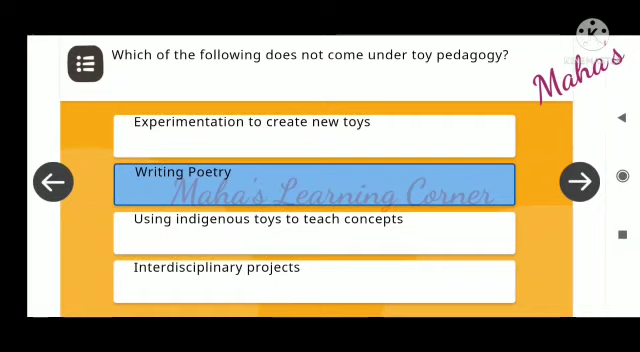 Which of the following does not come under toy pedagogy?
Maha's
Experimentation to create new toys
Writing Poetry
Maha's Learning Corner
Using indigenous toys to teach concepts
Interdisciplinary projects